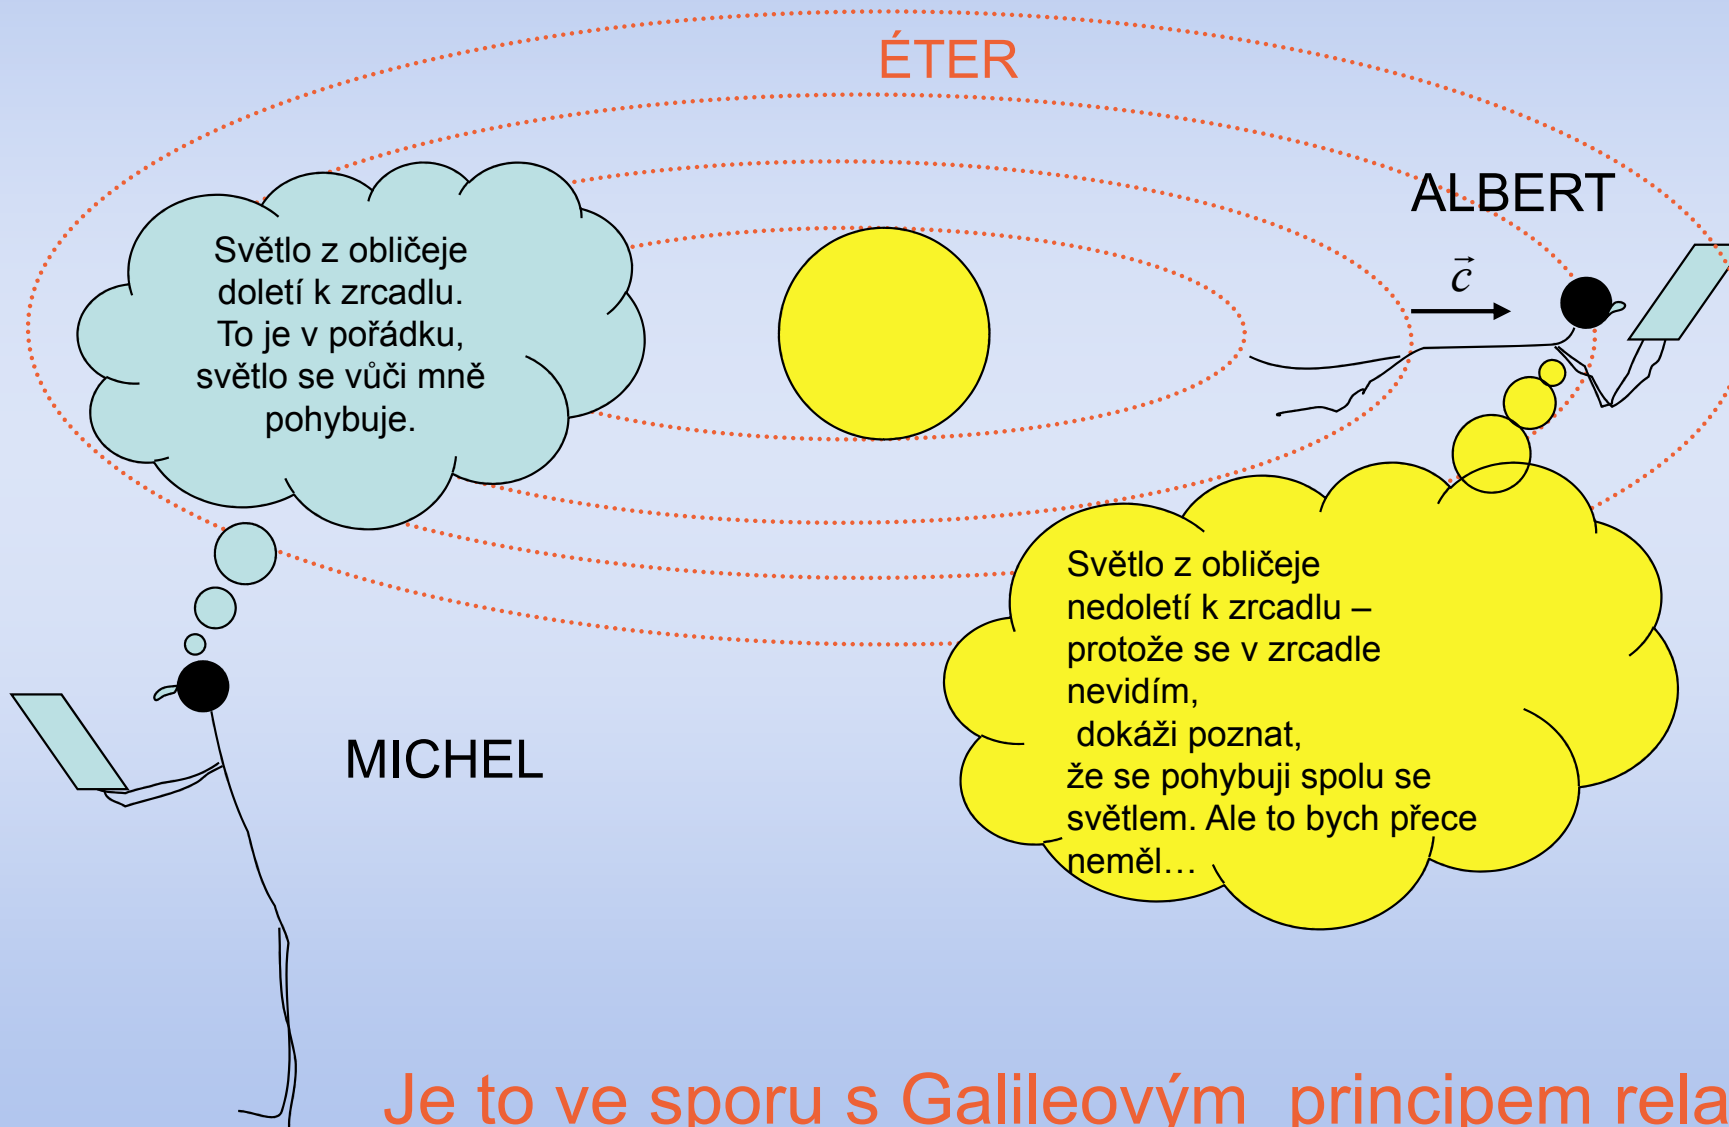 ÉTER
ALBERT
c
Světlo z obličeje
doletí k zrcadlu.
To je v pořádku,
světlo se vůči mně
pohybuje.
Světlo z obličeje
nedoletí k zrcadlu –
protože se v zrcadle
nevidím,
dokáži poznat,
že se pohybuji spolu se
světlem. Ale to bych přece
neměl…
MICHEL
Je to ve sporu s Galileovým principem rela